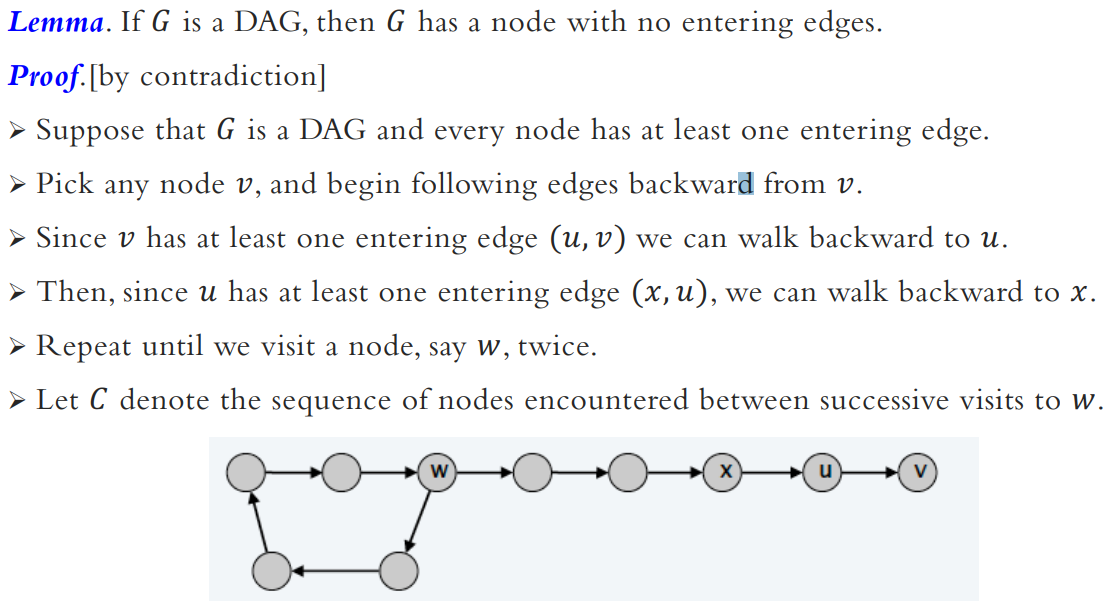 Lemma. If G is a DAG, then G has a node with no entering edges.
Proof.[by contradiction]
➢ Suppose that G is a DAG and every node has at least one entering edge.
➢ Pick any node v, and begin following edges backward from v.
➢ Since v has at least one entering edge (u, v) we can walk backward to u.
➢ Then, since u has at least one entering edge (x, u), we can walk backward to x.
➢ Repeat until we visit a node, say w, twice.
➢ Let C denote the sequence of nodes encountered between successive visits to w.
w x u v